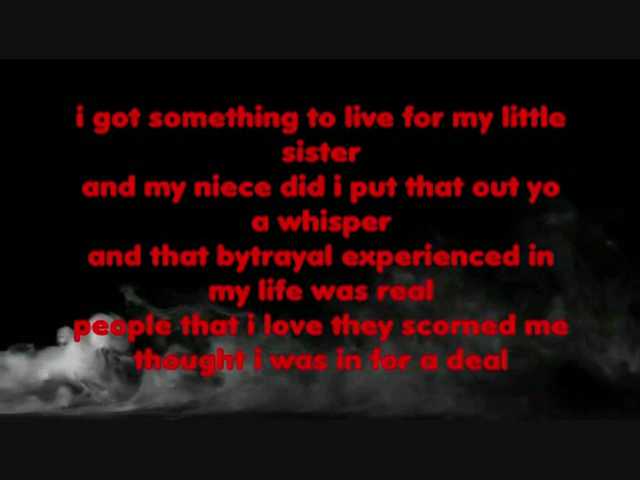 i got something to live for my little
sister
and my niece did i put that out yo
a whisper
and that bytrayal experienced in
my life was real
people that i love they scorned me
thought i was in for a deal